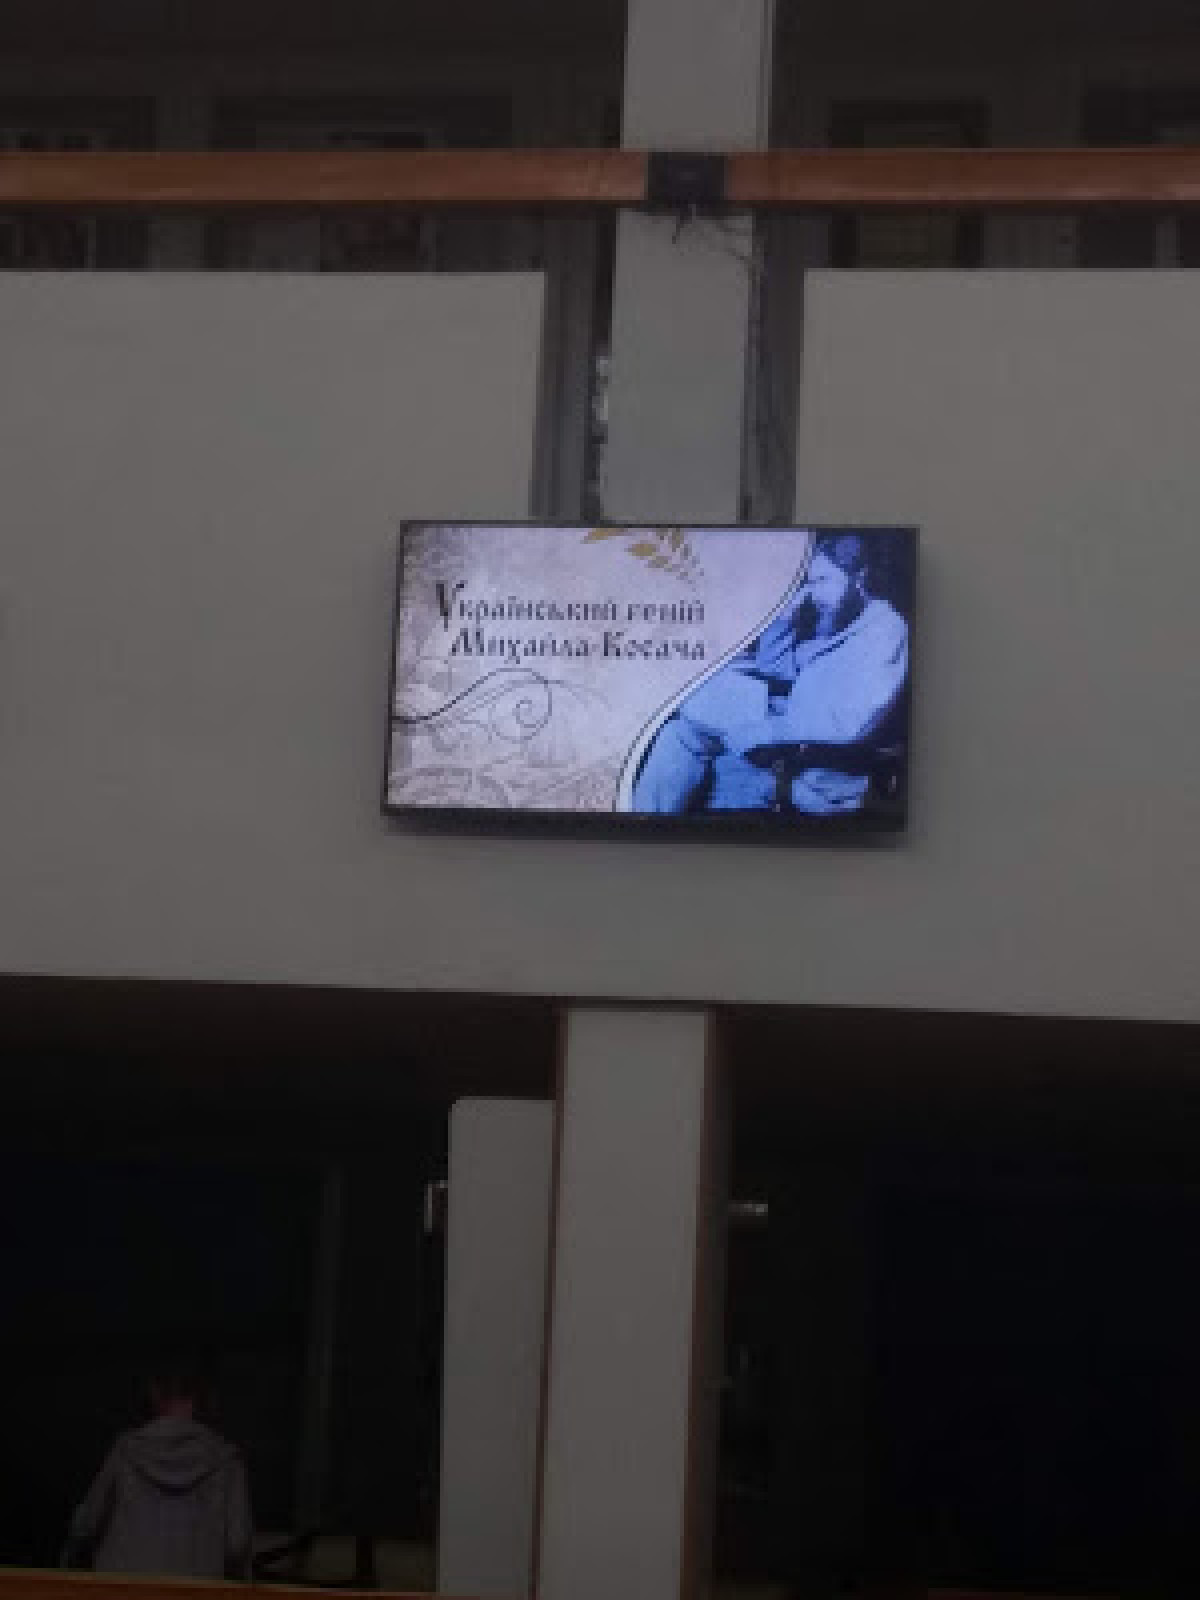 Український геній
Михайла Косача